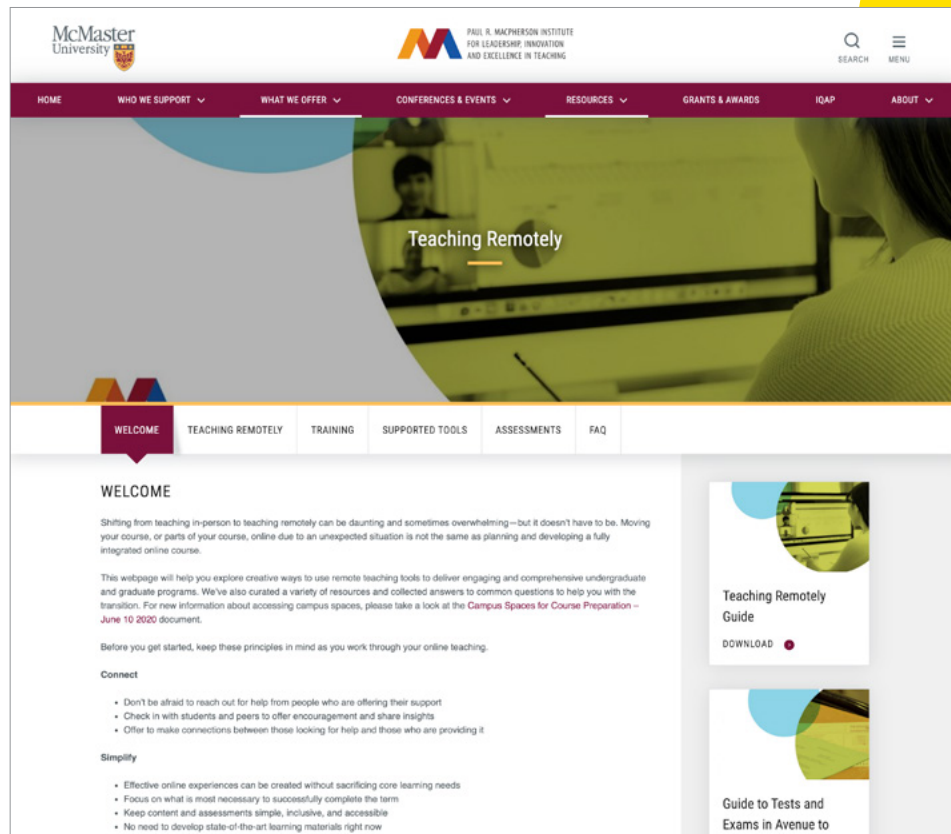 McMaster
University
PAUL R. MACPHERSON INSTITUTE
FOR LEADERSHIP, INNOVATION
AND EXCELLENCE IN TEACHING
SEARCH
MENU
HOME
WHO WE SUPPORT
WHAT WE OFFER
CONFERENCES & EVENTS
RESOURCES
GRANTS & AWARDS
IQAP
ABOUT
Teaching Remotely
WELCOME
TEACHING REMOTELY
TRAINING
SUPPORTED TOOLS
ASSESSMENTS
FAQ
WELCOME
Shifting from teaching in-person to teaching remotely can be daunting and sometimes overwhelming—but it doesn't have to be. Moving
your course, or parts of your course, online due to an unexpected situation is not the same as planning and developing a fully
integrated online course.
This webpage will help you explore creative ways to use remote teaching tools to deliver engaging and comprehensive undergraduate
and graduate programs. We've also curated a variety of resources and collected answers to common questions to help you with the
transition. For new information about accessing campus spaces, please take a look at the Campus Spaces for Course Preparation –
June 10 2020 document.
Before you get started, keep these principles in mind as you work through your online teaching.
Connect
• Don't be afraid to reach out for help from people who are offering their support
• Check in with students and peers to offer encouragement and share insights
• Offer to make connections between those looking for help and those who are providing it
Simplify
• Effective online experiences can be created without sacrificing core learning needs
• Focus on what is most necessary to successfully complete the term
• Keep content and assessments simple, inclusive, and accessible
• No need to develop state-of-the-art learning materials right now
Teaching Remotely
Guide
DOWNLOAD
Guide to Tests and
Exams in Avenue to